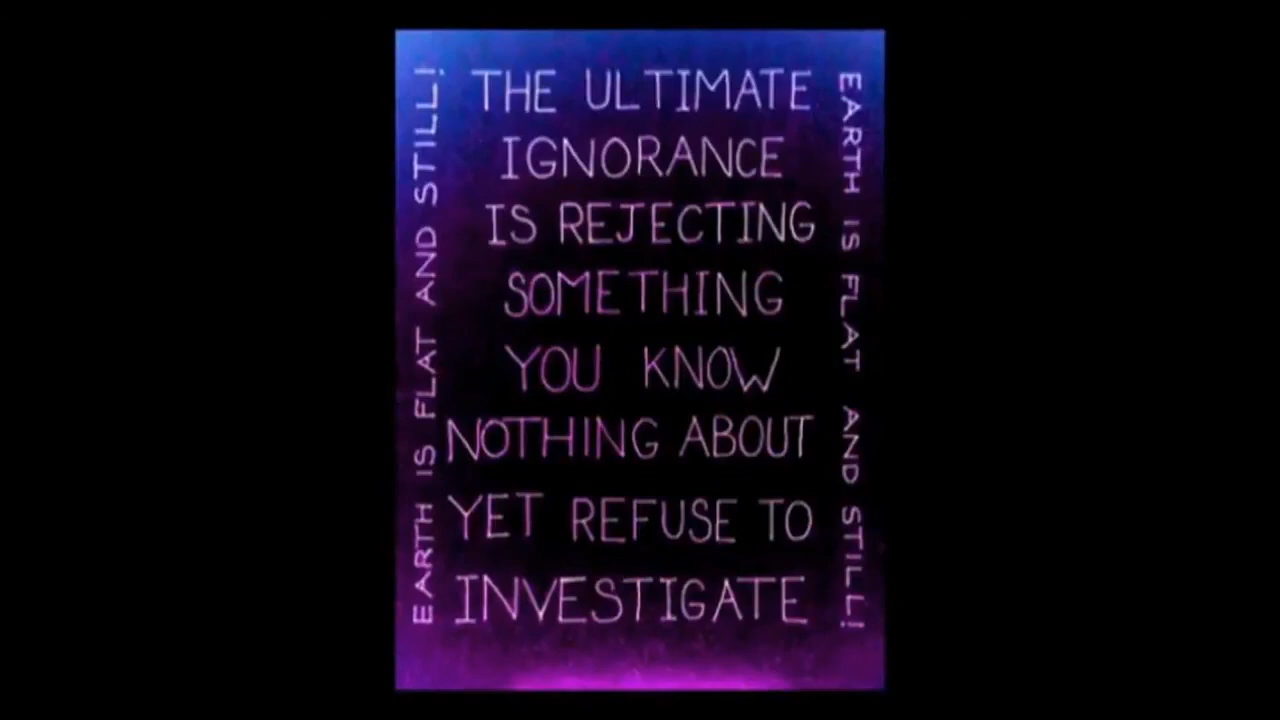 EARTH IS FLAT AND STILL!
THE ULTIMATE
IGNORANCE
IS REJECTING
SOMETHING
YOU KNOW
NOTHING ABOUT
YET REFUSE TO
INVESTIGATE
EARTH IS FLAT AND STILL!